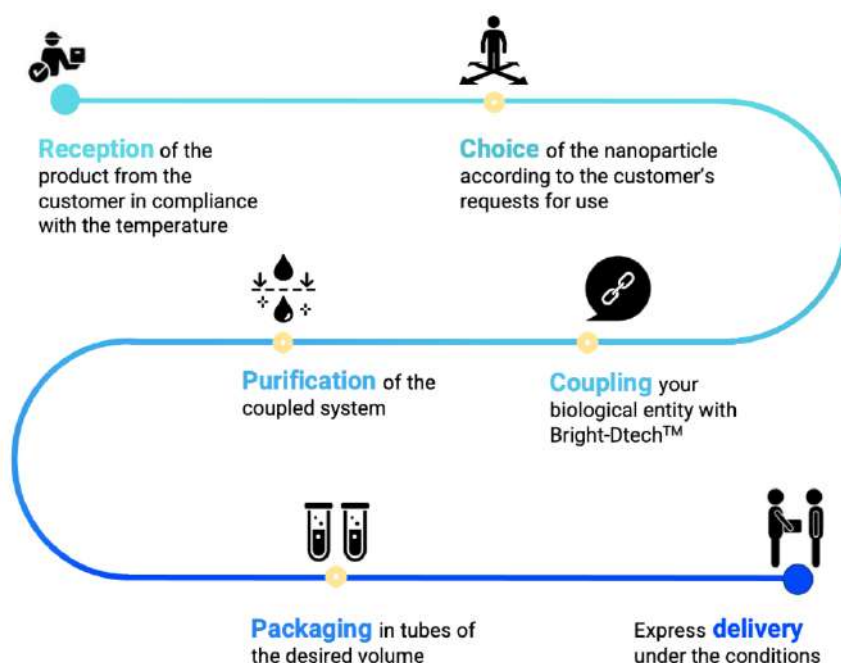 Reception of the
product from the
customer in compliance
with the temperature
Choice of the nanoparticle
according to the customer's
requests for use
Coupling your
biological entity with
Bright-Dtech™
Purification of the
coupled system
Packaging in tubes of
the desired volume
Express delivery
under the conditions